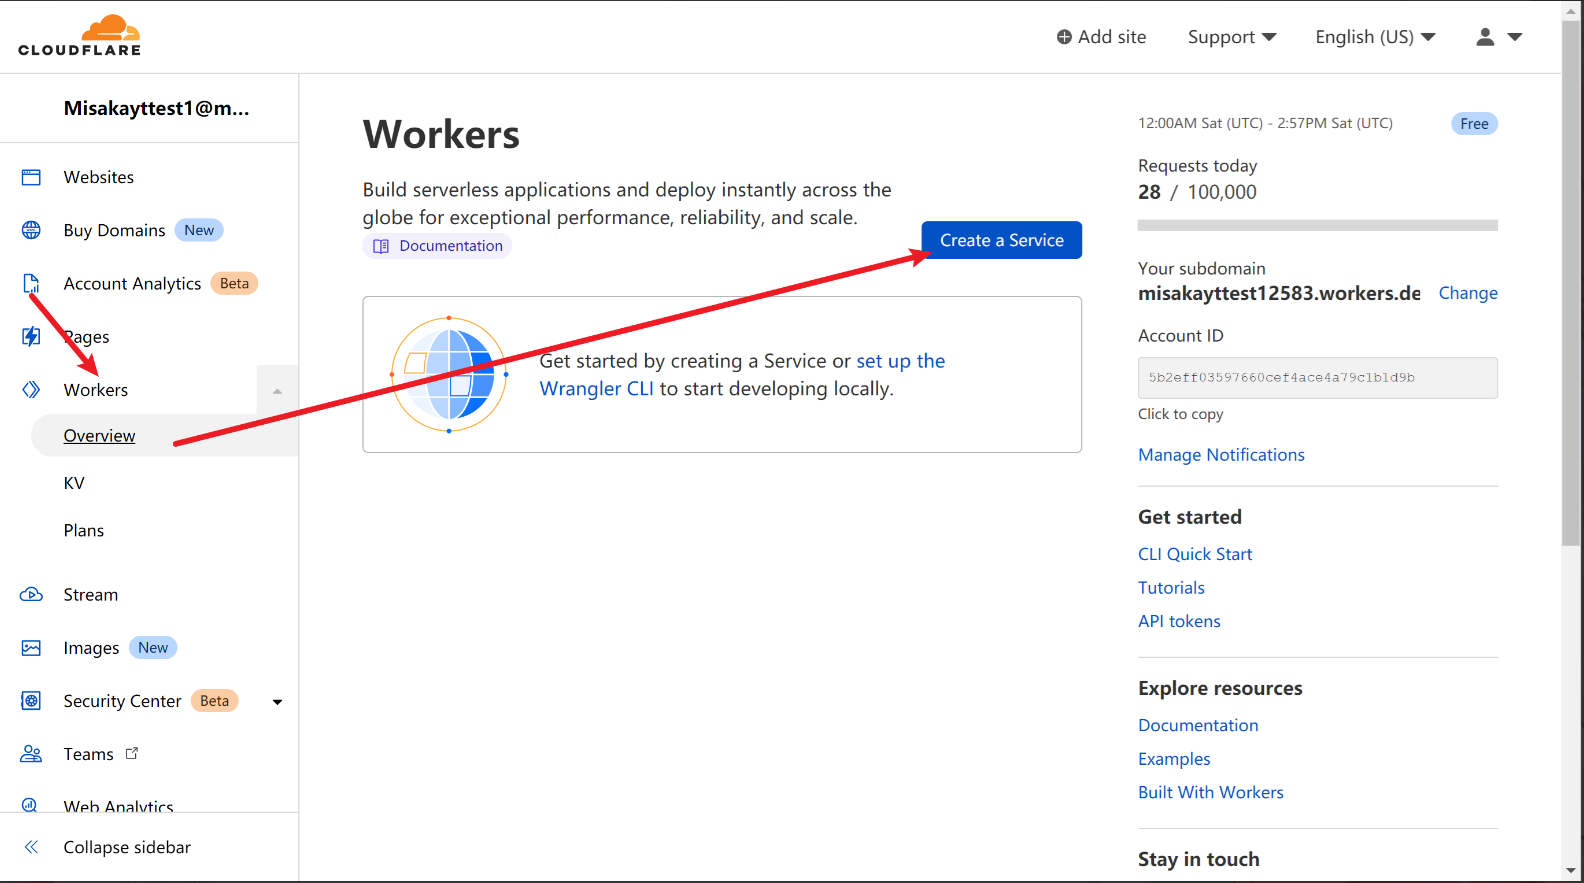 CLOUDFLARE
Add site
Support
English (US)
Misakayttest1@m...
Websites
Buy Domains New
Account Analytics Beta
Pages
Workers
Overview
KV
Plans
Stream
Images New
Security Center Beta
Teams
Web Analytics
Collapse sidebar
Workers
Build serverless applications and deploy instantly across the
globe for exceptional performance, reliability, and scale.
Documentation
Create a Service
Get started by creating a Service or set up the
Wrangler CLI to start developing locally.
12:00AM Sat (UTC) - 2:57PM Sat (UTC)
Free
Requests today
28 / 100,000
Your subdomain
misakayttest12583.workers.de
Change
Account ID
5b2eff03597660cef4ace4a79c1b1d9b
Click to copy
Manage Notifications
Get started
CLI Quick Start
Tutorials
API tokens
Explore resources
Documentation
Examples
Built With Workers
Stay in touch